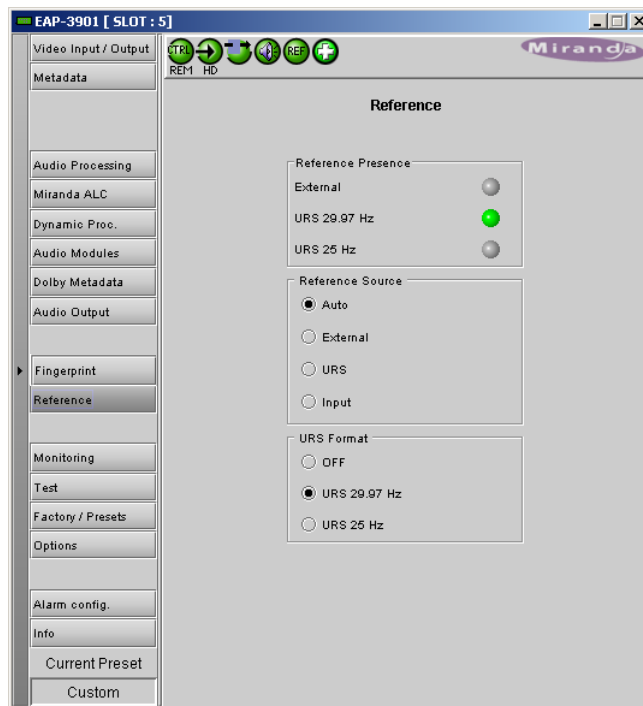 EAP-3901 [ SLOT : 5]
Video Input / Output
Metadata
Audio Processing
Miranda ALC
Dynamic Proc.
Audio Modules
Dolby Metadata
Audio Output
Fingerprint
Reference
Monitoring
Test
Factory / Presets
Options
Alarm config.
Info
Current Preset
Custom
CTRL
REF
REM HD
Miranda
Reference
Reference Presence
External
URS 29.97 Hz
URS 25 Hz
Reference Source
Auto
External
URS
Input
URS Format
OFF
URS 29.97 Hz
URS 25 Hz